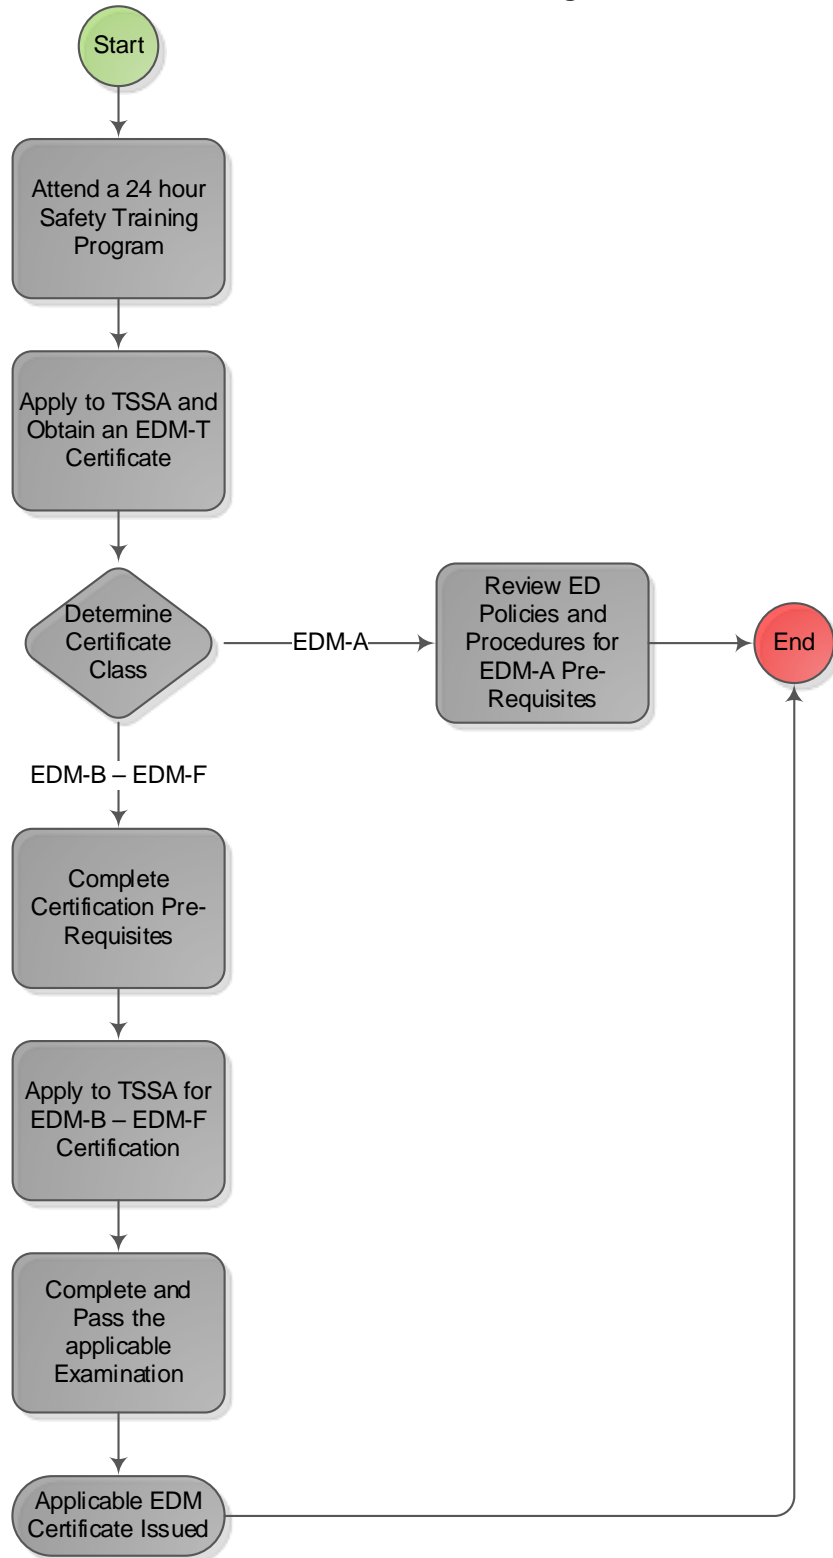 Start
Attend a 24 hour
Safety Training
Program
Apply to TSSA and
Obtain an EDM-T
Certificate
Determine
Certificate
Class
EDM-A
Review ED
Policies and
Procedures for
EDM-A Pre-
Requisites
End
EDM-B – EDM-F
Complete
Certification Pre-
Requisites
Apply to TSSA for
EDM-B – EDM-F
Certification
Complete and
Pass the
applicable
Examination
Applicable EDM
Certificate Issued